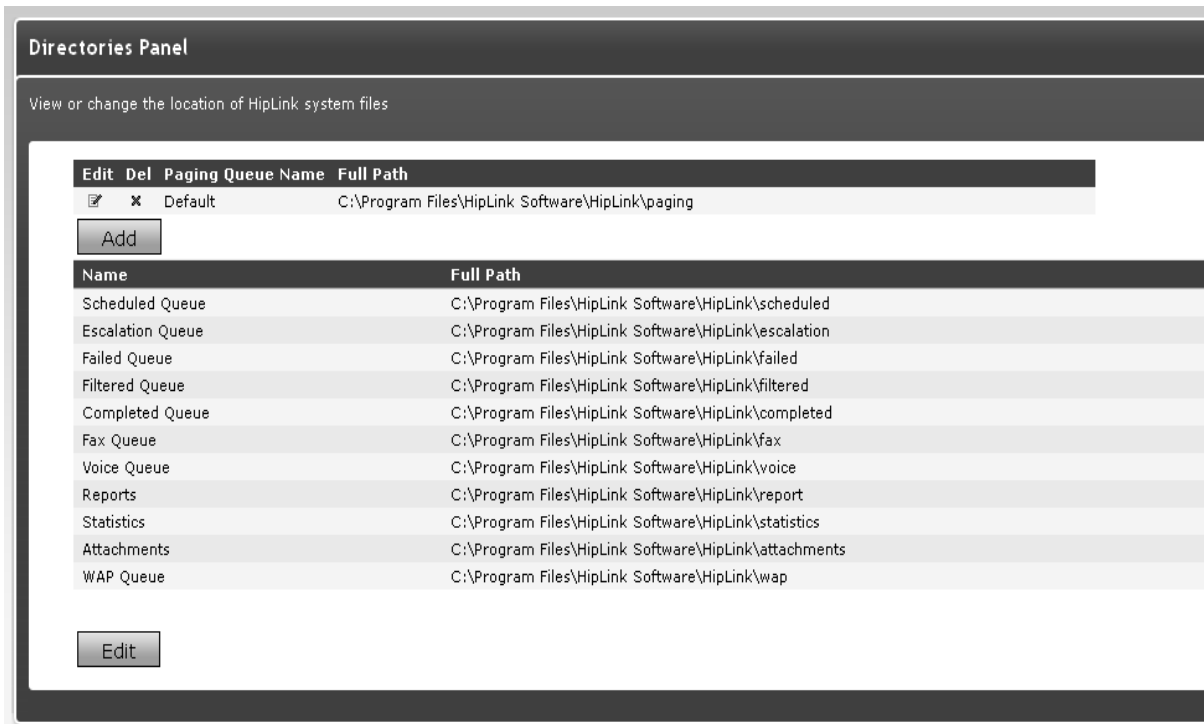 Directories Panel
View or change the location of HipLink system files
Edit Del Paging Queue Name Full Path
Default C:\Program Files\HipLink Software\HipLink\paging
Add
Name Full Path
Scheduled Queue C:\Program Files\HipLink Software\HipLink\scheduled
Escalation Queue C:\Program Files\HipLink Software\HipLink\escalation
Failed Queue C:\Program Files\HipLink Software\HipLink\failed
Filtered Queue C:\Program Files\HipLink Software\HipLink\filtered
Completed Queue C:\Program Files\HipLink Software\HipLink\completed
Fax Queue C:\Program Files\HipLink Software\HipLink\fax
Voice Queue C:\Program Files\HipLink Software\HipLink\voice
Reports C:\Program Files\HipLink Software\HipLink\report
Statistics C:\Program Files\HipLink Software\HipLink\statistics
Attachments C:\Program Files\HipLink Software\HipLink\attachments
WAP Queue C:\Program Files\HipLink Software\HipLink\wap
Edit